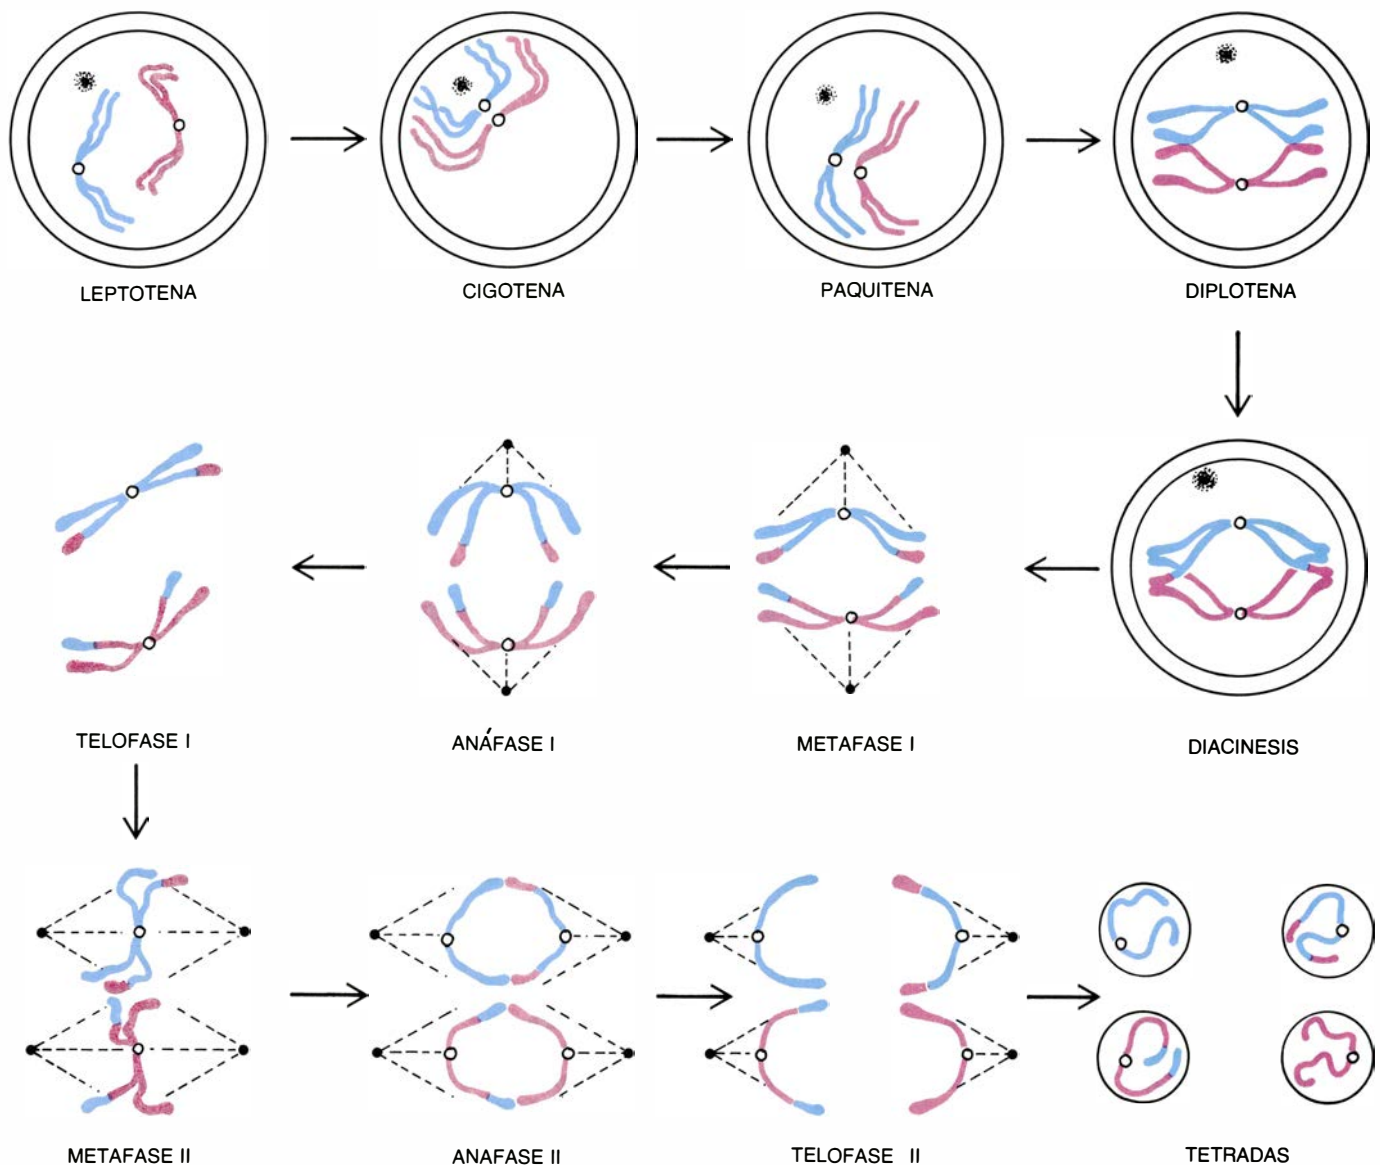 LEPTOTENA
CIGOTENA
PAQUITENA
DIPLOTENA
TELOFASE I
ANÁFASE I
METAFASE I
DIACINESIS
METAFASE II
ANAFASE II
TELOFASE II
TETRADAS